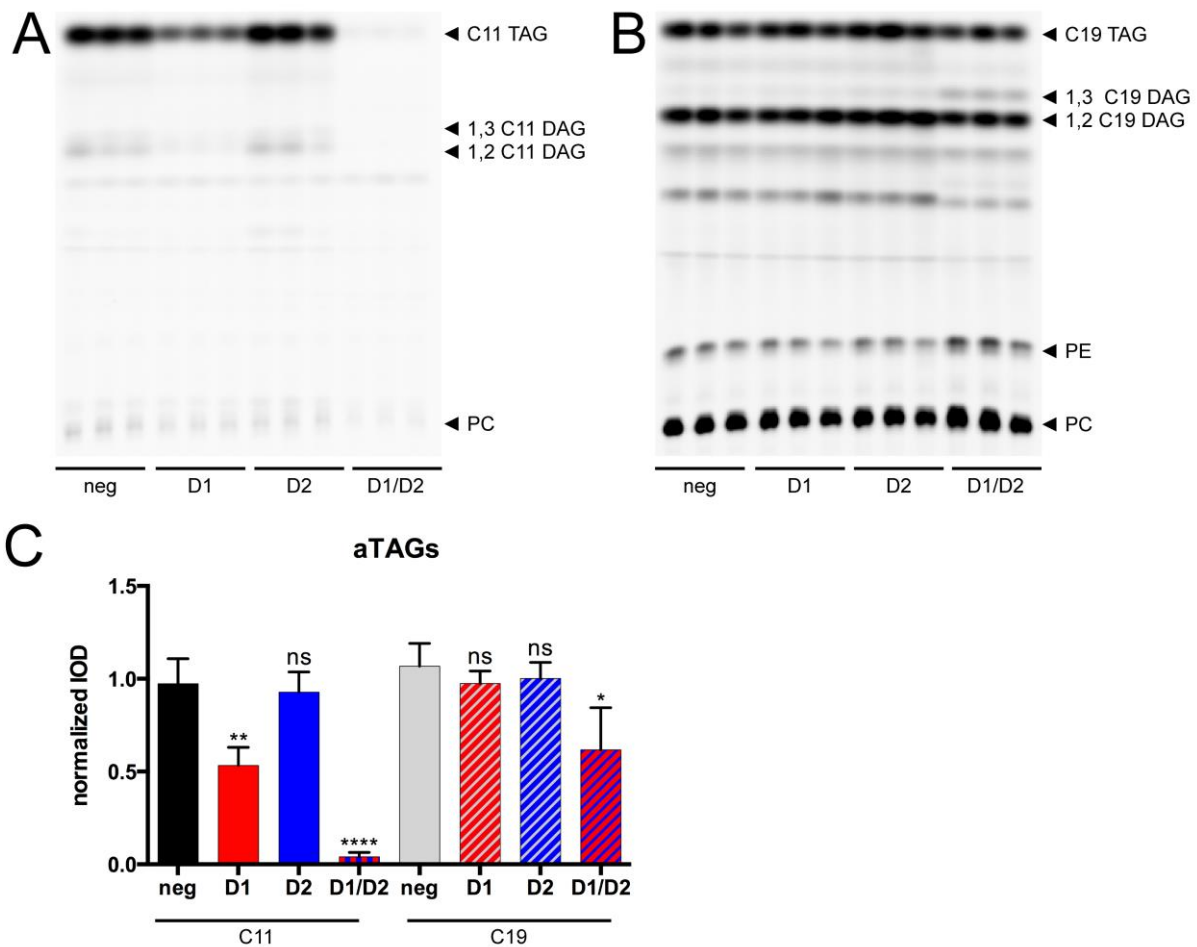 A
◄ C11 TAG
◄ 1,3 C11 DAG
◄ 1,2 C11 DAG
◄ PC
neg D1 D2 D1/D2
B
◄ C19 TAG
◄ 1,3 C19 DAG
◄ 1,2 C19 DAG
◄ PE
◄ PC
neg D1 D2 D1/D2
C
aTAGs
normalized IOD
1.5
1.0
0.5
0.0
** ns **** ns ns *
neg D1 D2 D1/D2 neg D1 D2 D1/D2
C11 C19